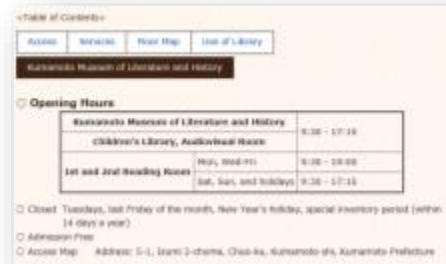 <Table of Contents>
Access Services Floor Map Use of Library
Kumamoto Museum of Literature and History
Opening Hours
Kumamoto Museum of Literature and History
9:30 - 17:15
Children's Library, Audiovisual Room
1st and 2nd Reading Room
Mon, Wed-Fri
9:30 - 19:00
Sat, Sun, and holidays 9:30 - 17:15
Closed Tuesdays, last Friday of the month, New Year's holiday, special inventory period (within
14 days a year)
Admission Free
Access Map Address: 5-1, Izumi 2-chome, Chuo-ku, Kumamoto-shi, Kumamoto Prefecture